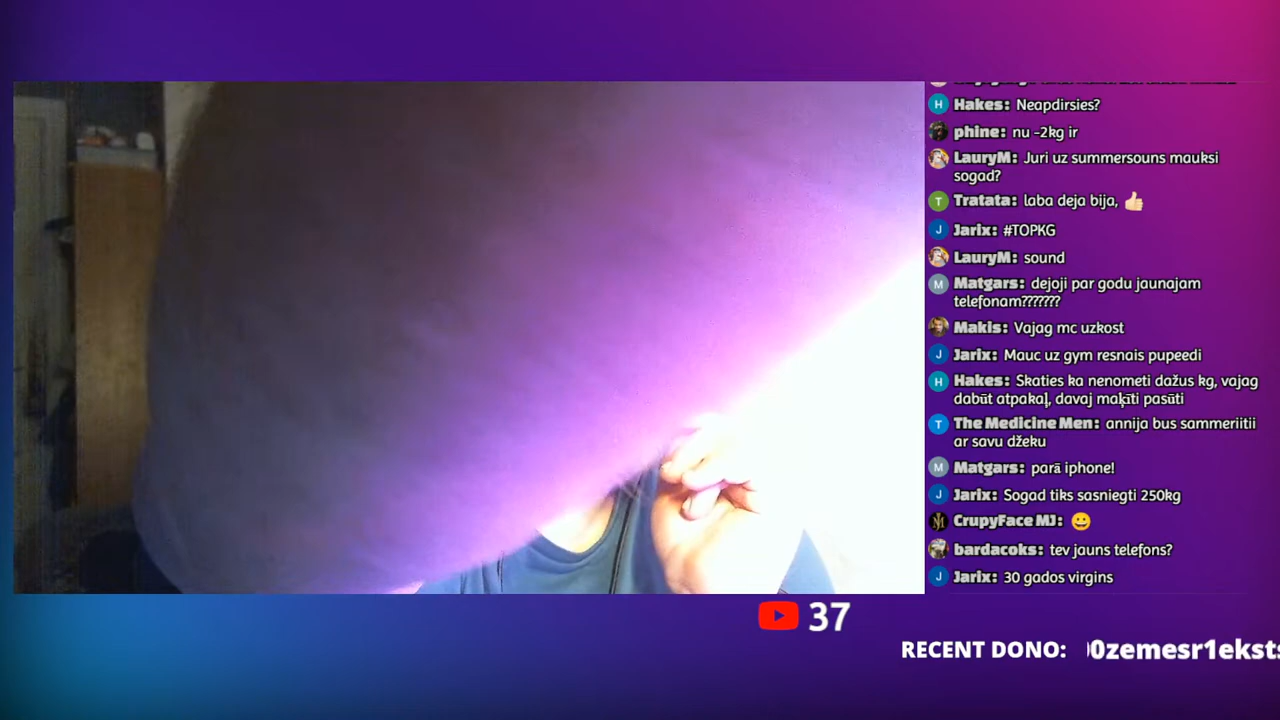 Hakes: Neapdirsies?
phine: nu -2kg ir
LauryM: Juri uz summersouns mauksi
sogad?
Tratata: laba deja bija, 👍🏻
Jarix: #TOPKG
LauryM: sound
Matgars: dejoji par godu jaunajam
telefonam???????
Makis: Vajag mc uzkost
Jarix: Mauc uz gym resnais pupeedi
Hakes: Skaties ka nenometi dažus kg, vajag
dabūt atpakaļ, davaj maķīti pasūti
The Medicine Men: annija bus sammeriitii
ar savu džeku
Matgars: parā iphone!
Jarix: Sogad tiks sasniegti 250kg
CrupyFace MJ: 😀
bardacoks: tev jauns telefons?
Jarix: 30 gados virgins
37
RECENT DONO: 0zemesr1eksts